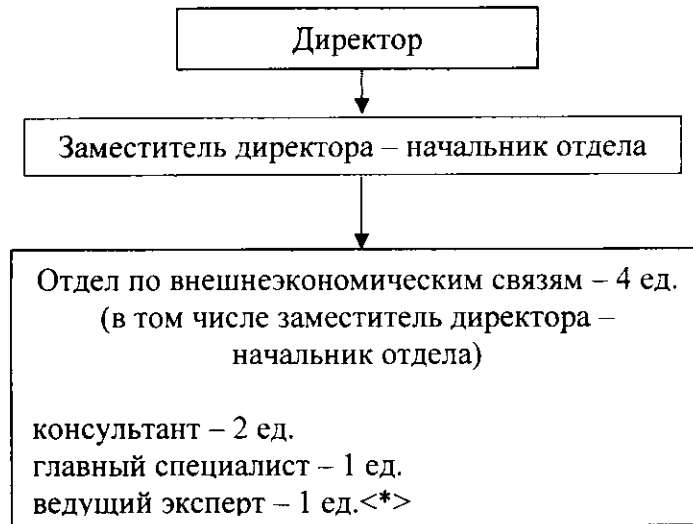 Директор
Заместитель директора – начальник отдела
Отдел по внешнеэкономическим связям – 4 ед.
(в том числе заместитель директора –
начальник отдела)
консультант – 2 ед.
главный специалист – 1 ед.
ведущий эксперт – 1 ед.<*>